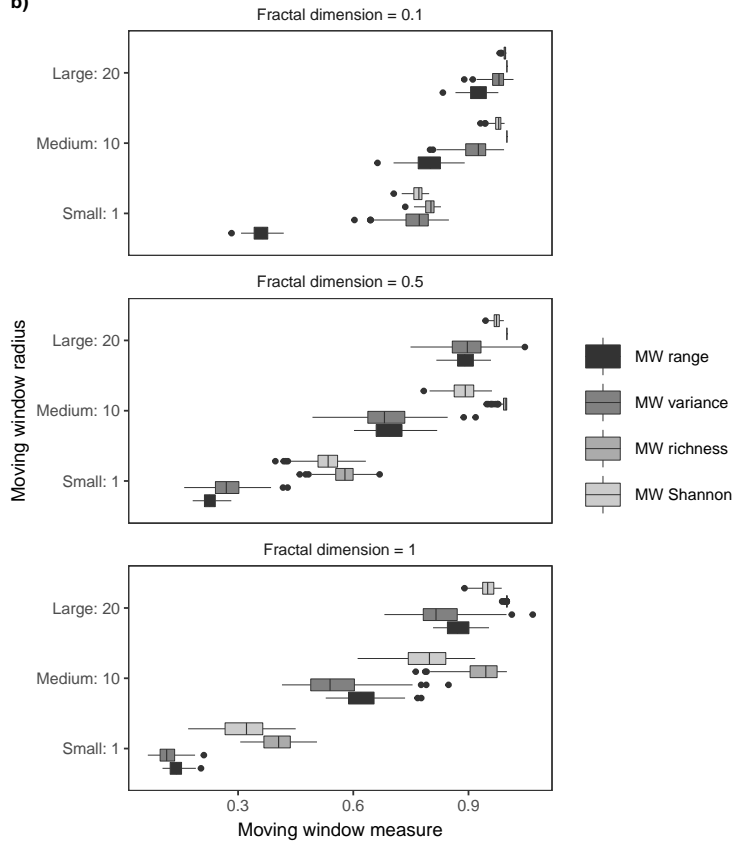 b)
Fractal dimension = 0.1
Large: 20
Medium: 10
Small: 1
Fractal dimension = 0.5
Large: 20
Medium: 10
Small: 1
Fractal dimension = 1
Large: 20
Medium: 10
Small: 1
0.3
0.6
0.9
Moving window measure
Moving window radius
MW range
MW variance
MW richness
MW Shannon